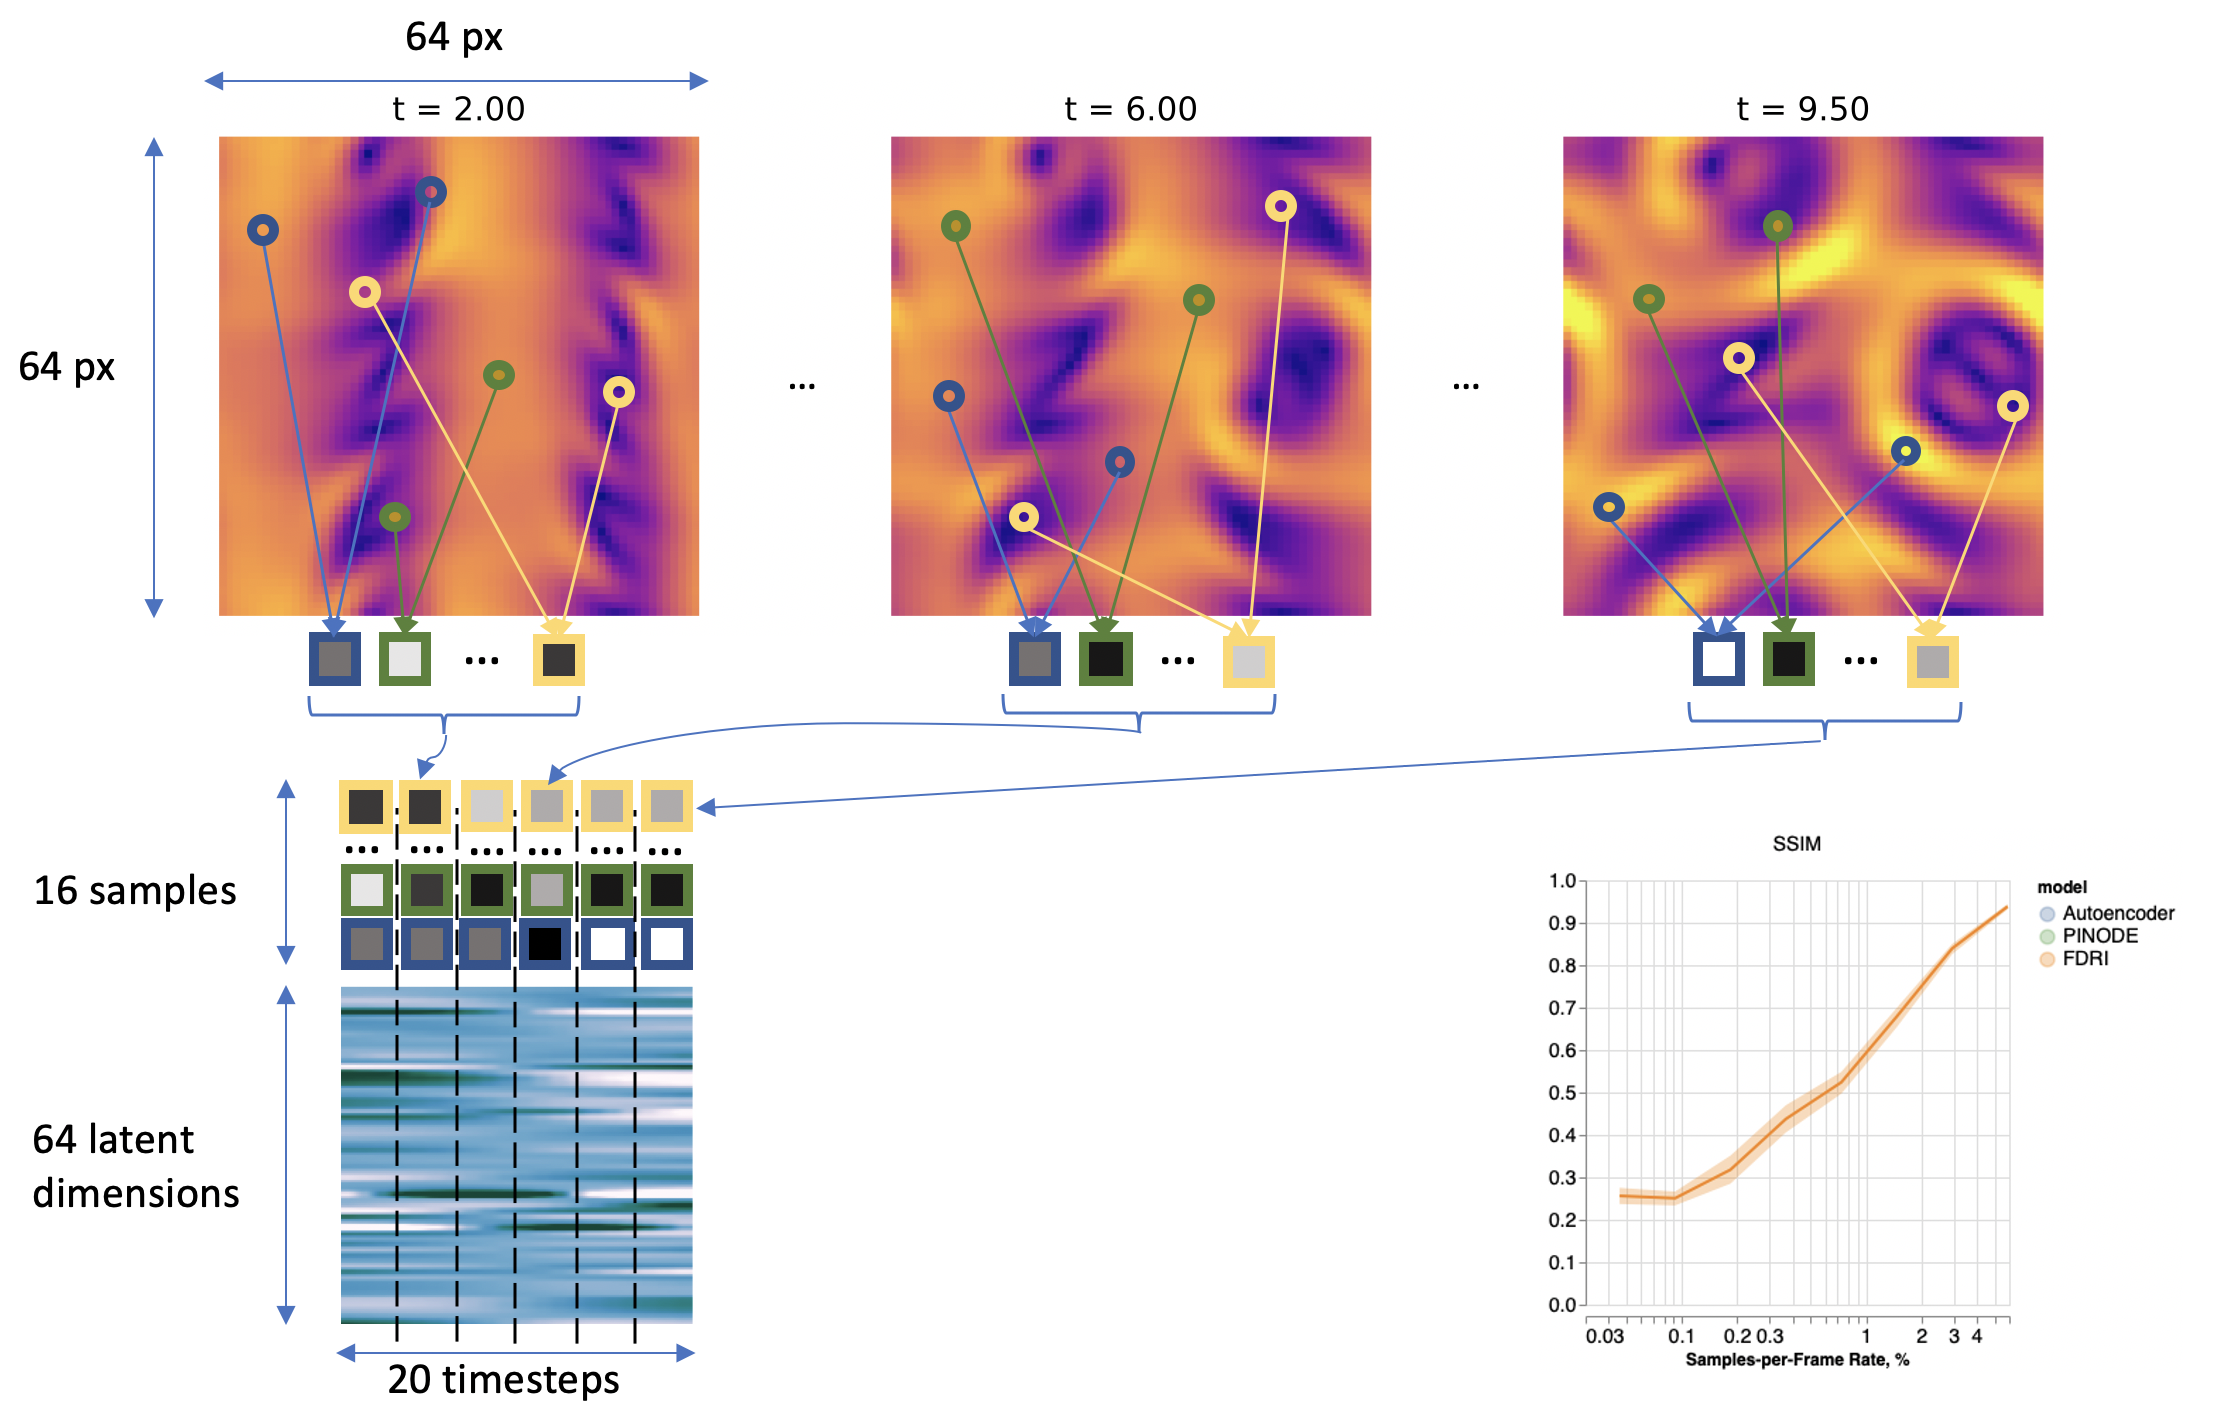 64 px
t = 2.00
t = 6.00
t = 9.50
64 px
...
...
...
...
...
16 samples
... ... ... ... ... ...
64 latent
dimensions
20 timesteps
SSIM
1.0
0.9
0.8
0.7
0.6
0.5
0.4
0.3
0.2
0.1
0.0
0.03 0.1 0.2 0.3 1 2 3 4
Samples-per-Frame Rate, %
model
Autoencoder
PINODE
FDRI